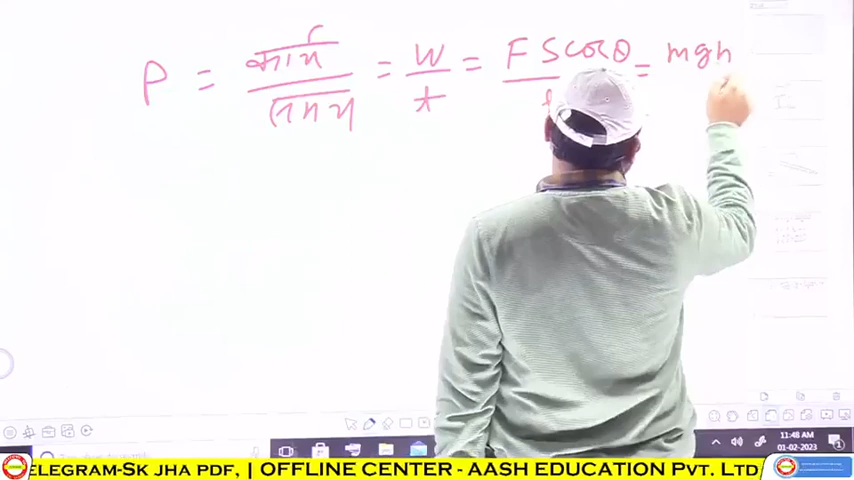 P = कार्य / समय = W / t = F S cos θ = mgh
11:48 AM
01-02-2023
ELEGRAM-SK JHA PDF, | OFFLINE CENTER - AASH EDUCATION Pvt. LTD